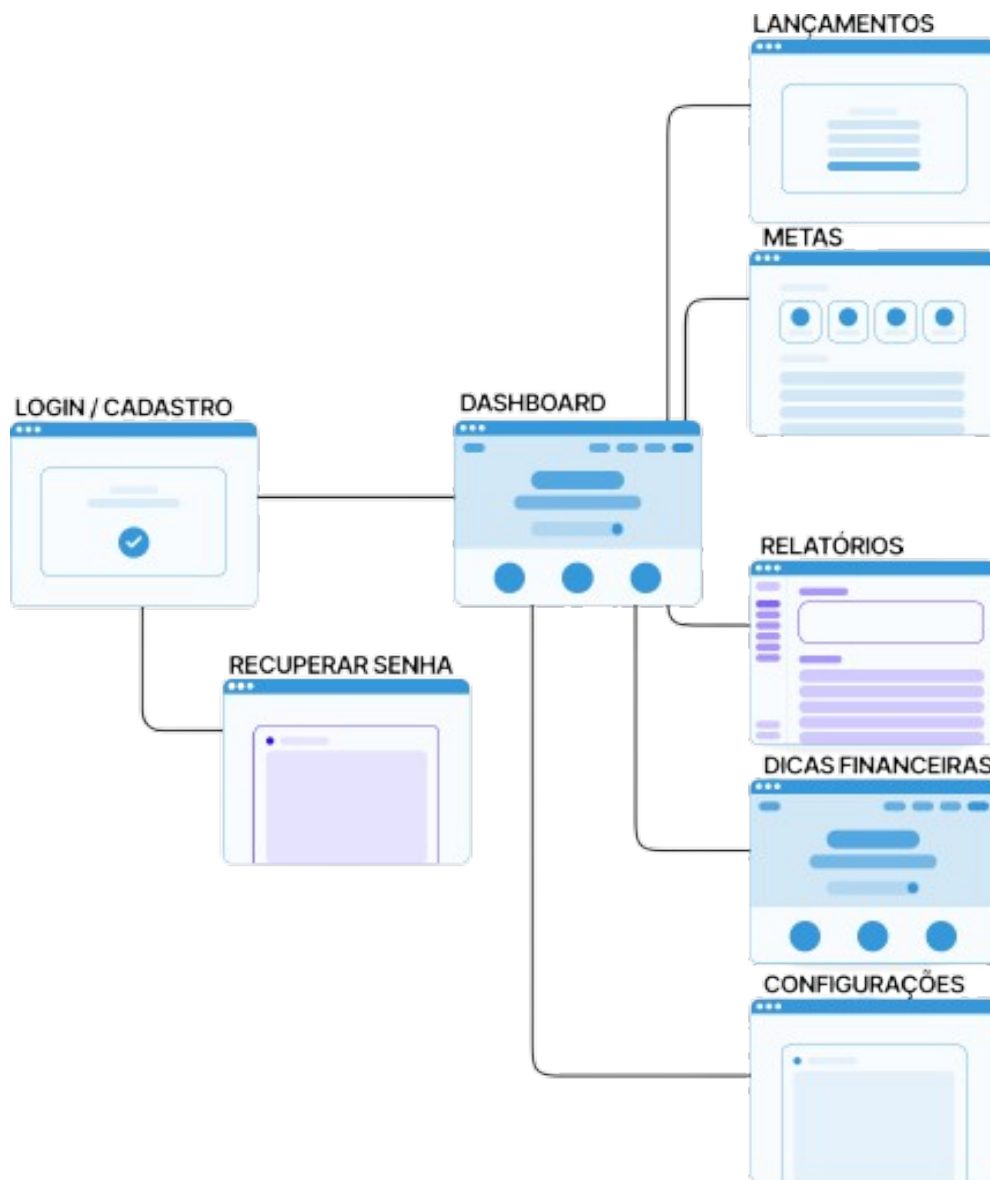 LANÇAMENTOS
METAS
LOGIN / CADASTRO
DASHBOARD
RELATÓRIOS
RECUPERAR SENHA
DICAS FINANCEIRAS
CONFIGURAÇÕES